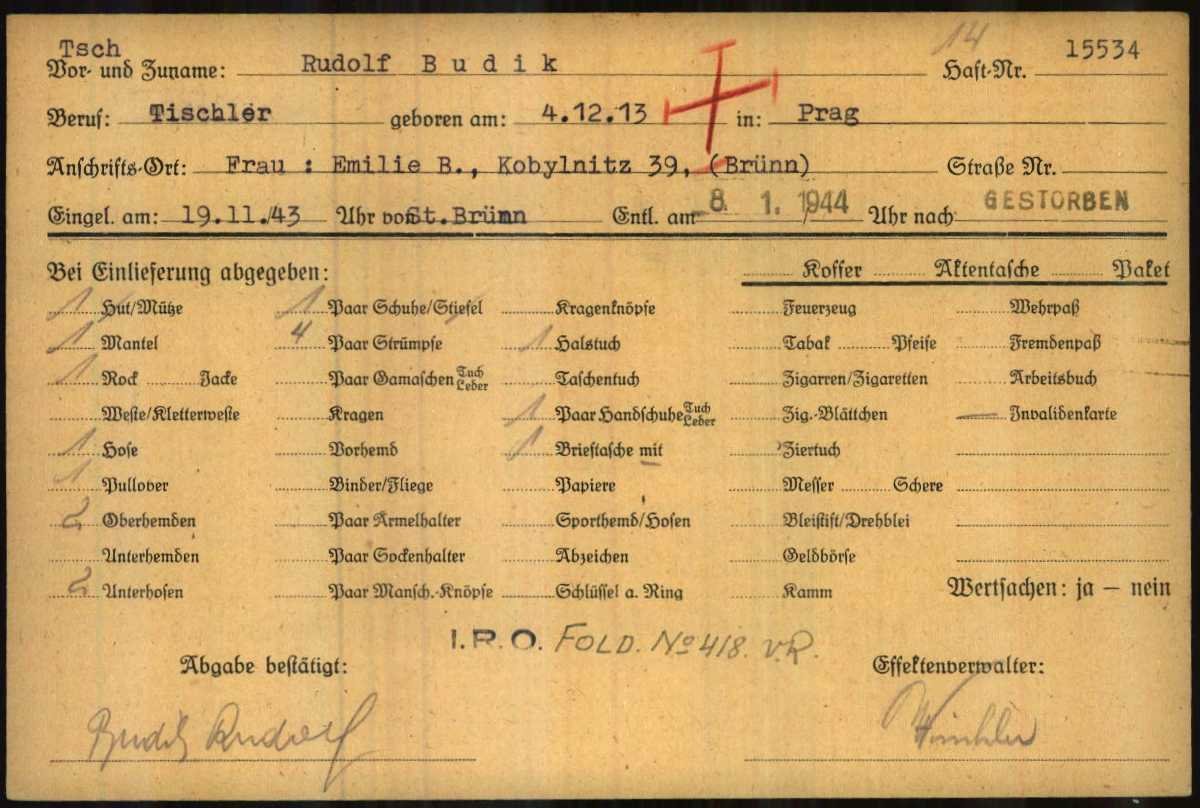 Tsch 14 15534
Vor- und Zuname: Rudolf Budik Haft-Nr.
Beruf: Tischler geboren am: 4.12.13 in: Prag
Anschrifts-Ort: Frau : Emilie B., Kobylnitz 39, (Brünn) Straße Nr.
Eingel. am: 19.11./43 Uhr von St.Brünn Entl. am 8. 1. 1944 Uhr nach GESTORBEN
Bei Einlieferung abgegeben: Koffer Aktentasche Paket
1 Hut/Mütze 1 Paar Schuhe/Stiefel Kragenknöpfe Feuerzeug Wehrpaß
1 Mantel 4 Paar Strümpfe 1 Halstuch Tabak Pfeife Fremdenpaß
1 Rock Jacke Paar Gamaschen Tuch Leder Taschentuch Zigarren/Zigaretten Arbeitsbuch
Weste/Kletterweste Kragen 1 Paar Handschuhe Tuch Leder Zig.-Blättchen — Invalidenkarte
1 Hose Vorhemd 1 Brieftasche mit Ziertuch
1 Pullover Binder/Fliege Papiere Messer Schere
2 Oberhemden Paar Ärmelhalter Sporthemd/Hosen Bleistift/Drehblei
Unterhemden Paar Sockenhalter Abzeichen Geldbörse
2 Unterhosen Paar Mansch.-Knöpfe Schlüssel a. Ring Kamm Wertsachen: ja – nein
I.R.O. FOLD. No 418. V.R.
Abgabe bestätigt: Effektenverwalter:
Budik Rudolf Winkler